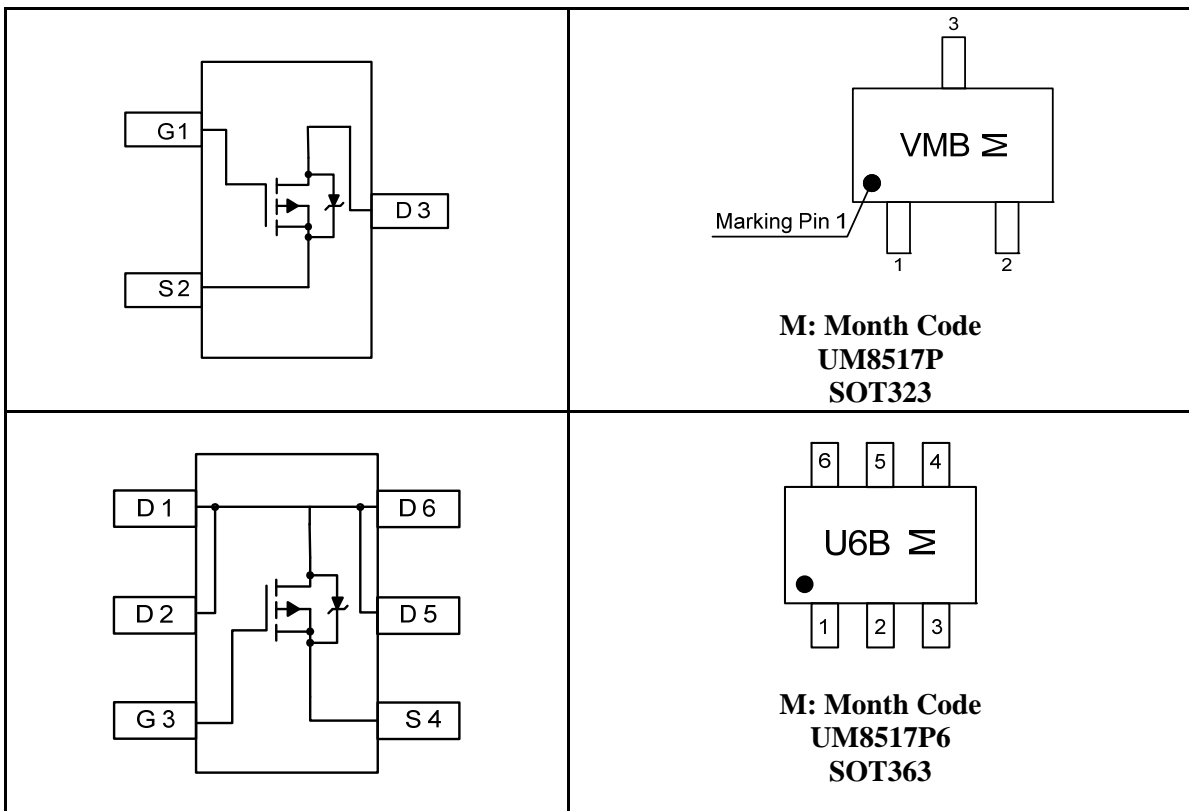 G1
S2
D3
3
VMB M
Marking Pin 1
1
2
M: Month Code
UM8517P
SOT323
D1
D2
G3
D6
D5
S4
6 5 4
U6B M
1 2 3
M: Month Code
UM8517P6
SOT363